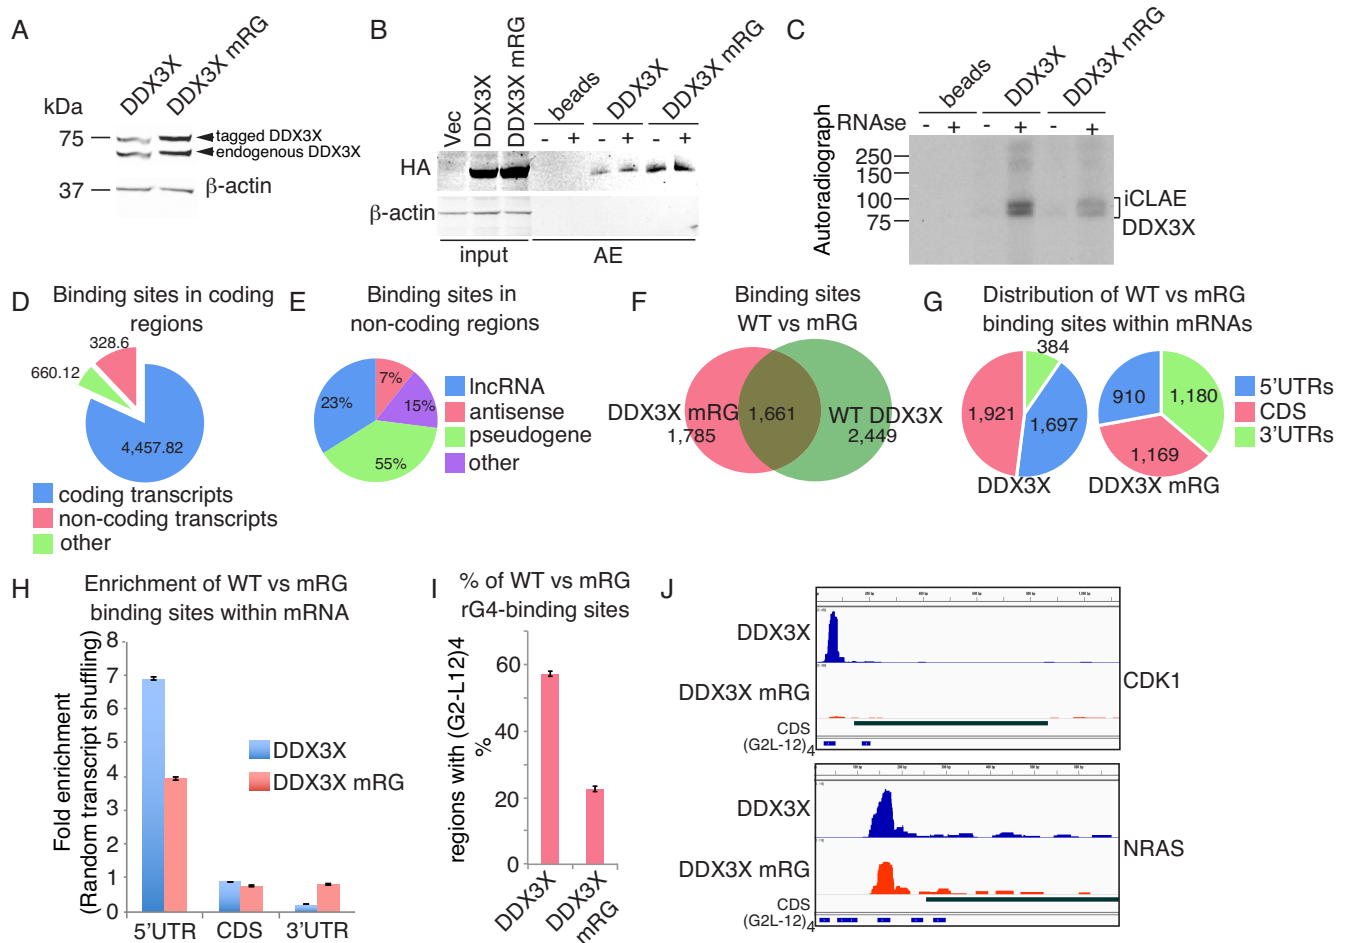 A
DDX3X
DDX3X mRG
kDa
75
tagged DDX3X
endogenous DDX3X
37
β-actin
B
Vec
DDX3X
DDX3X mRG
beads
DDX3X
DDX3X mRG
- + - + - +
HA
β-actin
input
AE
C
beads
DDX3X
DDX3X mRG
RNAse - + - + - +
Autoradiograph
250
150
100
75
iCLAE
DDX3X
D
Binding sites in coding
regions
328.6
660.12
4,457.82
coding transcripts
non-coding transcripts
other
E
Binding sites in
non-coding regions
7%
23%
15%
55%
lncRNA
antisense
pseudogene
other
F
Binding sites
WT vs mRG
DDX3X mRG
1,785
1,661
WT DDX3X
2,449
G
Distribution of WT vs mRG
binding sites within mRNAs
384
1,921
1,697
DDX3X
910
1,180
1,169
DDX3X mRG
5'UTRs
CDS
3'UTRs
H
Enrichment of WT vs mRG
binding sites within mRNA
Fold enrichment
(Random transcript shuffling)
8
7
6
5
4
3
2
1
0
DDX3X
DDX3X mRG
5'UTR
CDS
3'UTR
I
% of WT vs mRG
rG4-binding sites
regions with (G2-L12)4
%
60
40
20
0
DDX3X
DDX3X
mRG
J
DDX3X
DDX3X mRG
CDS
(G2L-12)4
CDK1
DDX3X
DDX3X mRG
CDS
(G2L-12)4
NRAS